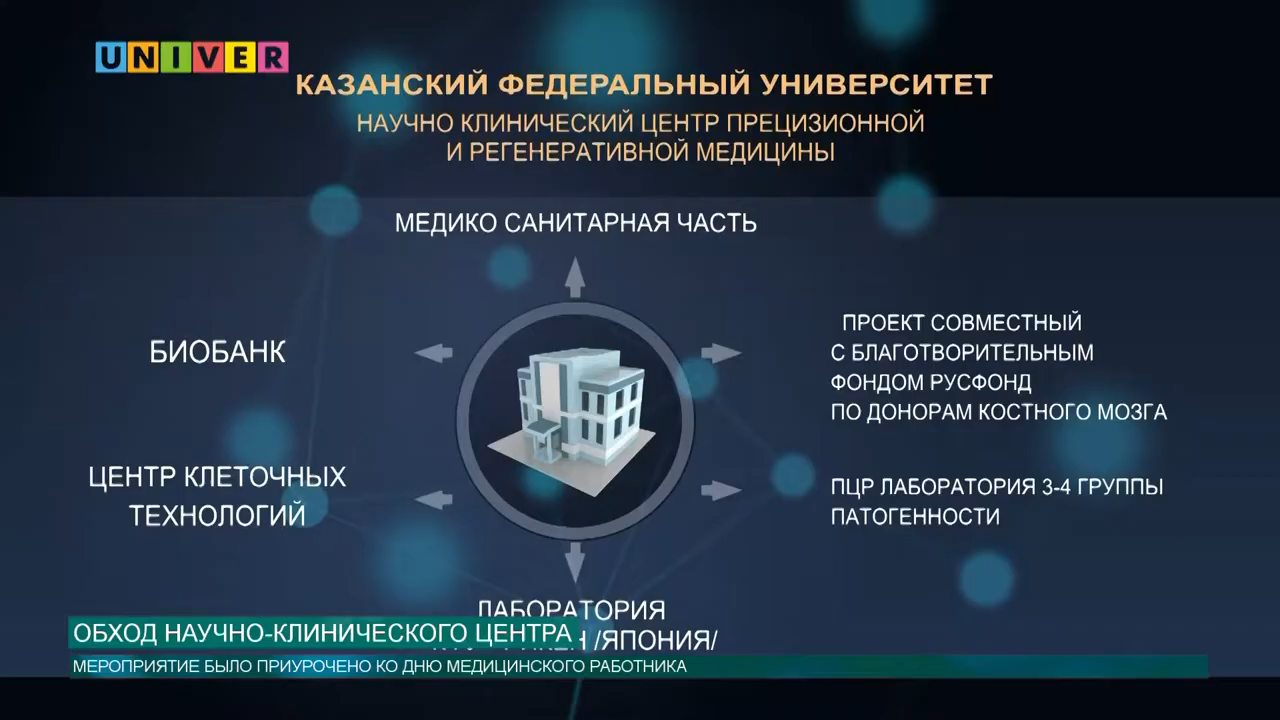 UNIVER
КАЗАНСКИЙ ФЕДЕРАЛЬНЫЙ УНИВЕРСИТЕТ
НАУЧНО КЛИНИЧЕСКИЙ ЦЕНТР ПРЕЦИЗИОННОЙ
И РЕГЕНЕРАТИВНОЙ МЕДИЦИНЫ
МЕДИКО САНИТАРНАЯ ЧАСТЬ
БИОБАНК
ЦЕНТР КЛЕТОЧНЫХ
ТЕХНОЛОГИЙ
ПРОЕКТ СОВМЕСТНЫЙ
С БЛАГОТВОРИТЕЛЬНЫМ
ФОНДОМ РУСФОНД
ПО ДОНОРАМ КОСТНОГО МОЗГА
ПЦР ЛАБОРАТОРИЯ 3-4 ГРУППЫ
ПАТОГЕННОСТИ
ЛАБОРАТОРИЯ
/ЯПОНИЯ/
ОБХОД НАУЧНО-КЛИНИЧЕСКОГО ЦЕНТРА
МЕРОПРИЯТИЕ БЫЛО ПРИУРОЧЕНО КО ДНЮ МЕДИЦИНСКОГО РАБОТНИКА